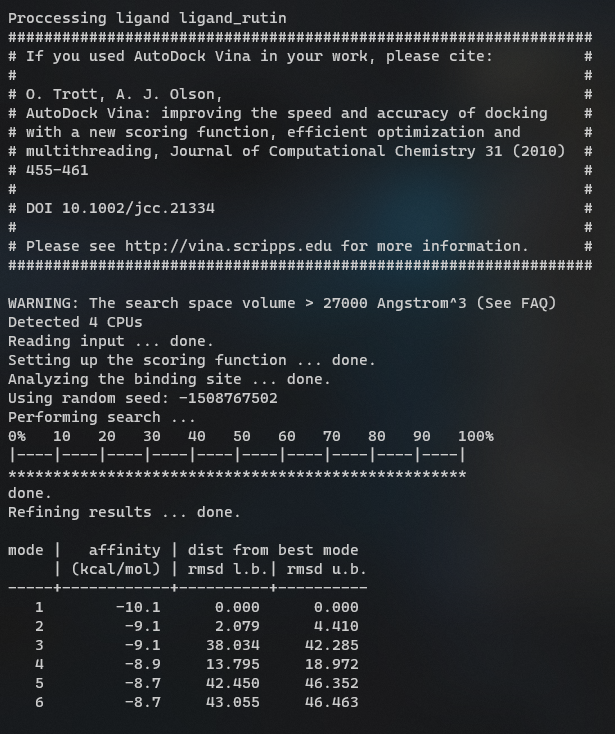 Proccessing ligand ligand_rutin
#################################################################
# If you used AutoDock Vina in your work, please cite:          #
#                                                               #
# O. Trott, A. J. Olson,                                        #
# AutoDock Vina: improving the speed and accuracy of docking    #
# with a new scoring function, efficient optimization and       #
# multithreading, Journal of Computational Chemistry 31 (2010)  #
# 455-461                                                       #
#                                                               #
# DOI 10.1002/jcc.21334                                         #
#                                                               #
# Please see http://vina.scripps.edu for more information.      #
#################################################################

WARNING: The search space volume > 27000 Angstrom^3 (See FAQ)
Detected 4 CPUs
Reading input ... done.
Setting up the scoring function ... done.
Analyzing the binding site ... done.
Using random seed: -1508767502
Performing search ...
0%   10   20   30   40   50   60   70   80   90   100%
|----|----|----|----|----|----|----|----|----|----|
***************************************************
done.
Refining results ... done.

mode |   affinity | dist from best mode
     | (kcal/mol) | rmsd l.b.| rmsd u.b.
-----+------------+----------+----------
   1        -10.1      0.000      0.000
   2         -9.1      2.079      4.410
   3         -9.1     38.034     42.285
   4         -8.9     13.795     18.972
   5         -8.7     42.450     46.352
   6         -8.7     43.055     46.463